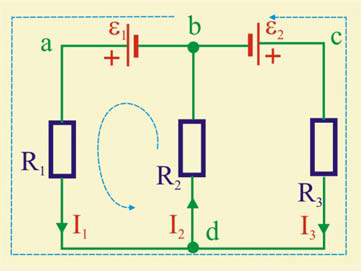 ε₁ b ε₂
a c
+ +
R₁ R₂ R₃
I₁ I₂ d I₃